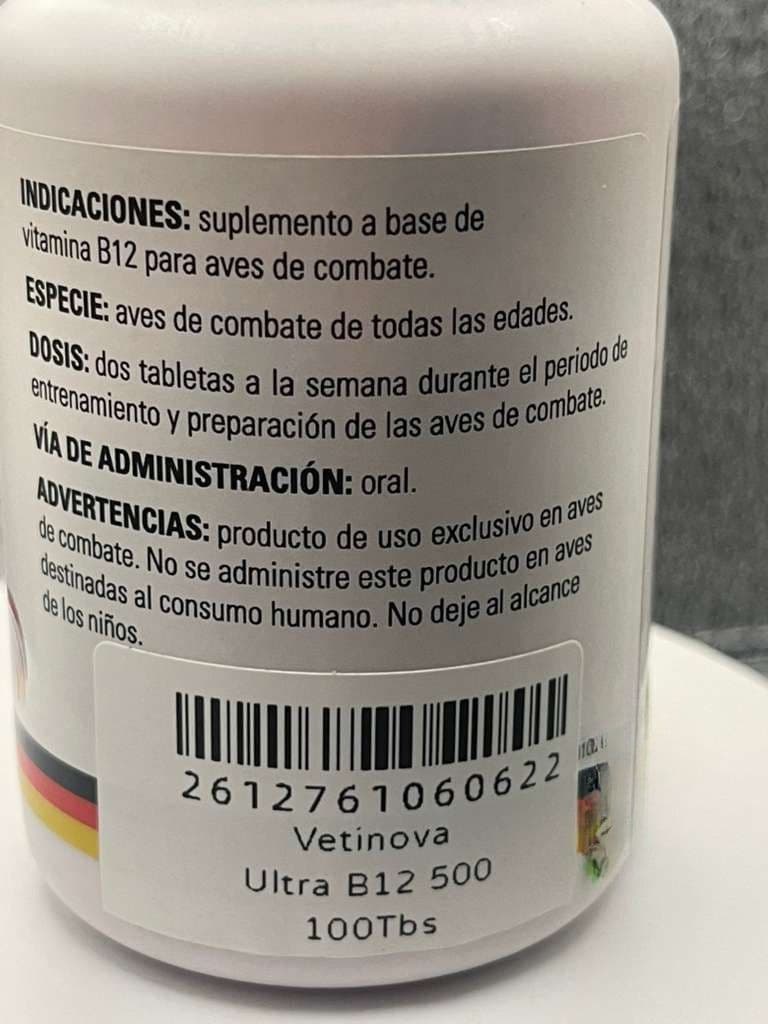 INDICACIONES: suplemento a base de
vitamina B12 para aves de combate.
ESPECIE: aves de combate de todas las edades.
DOSIS: dos tabletas a la semana durante el periodo de
entrenamiento y preparación de las aves de combate.
VÍA DE ADMINISTRACIÓN: oral.
ADVERTENCIAS: producto de uso exclusivo en aves
de combate. No se administre este producto en aves
destinadas al consumo humano. No deje al alcance
de los niños.
2612761060622
Vetinova
Ultra B12 500
100Tbs